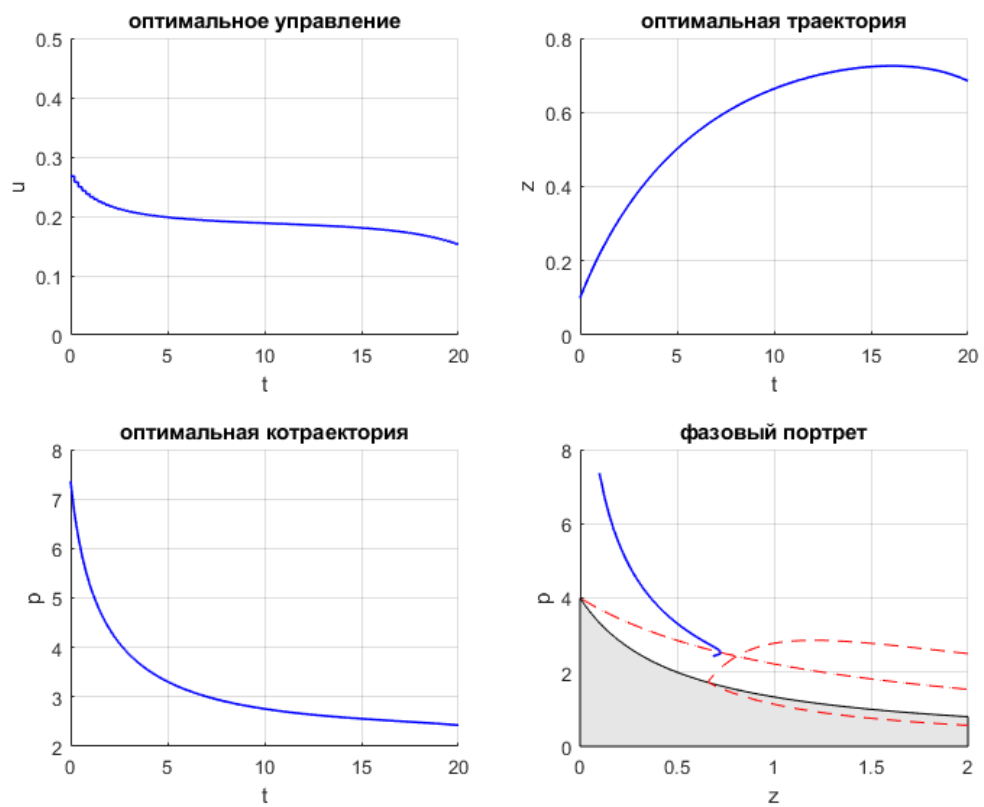 оптимальное управление
0.5
0.4
0.3
0.2
0.1
0
u
0 5 10 15 20
t
оптимальная траектория
0.8
0.6
0.4
0.2
0
z
0 5 10 15 20
t
оптимальная котраектория
8
7
6
5
4
3
2
p
0 5 10 15 20
t
фазовый портрет
8
6
4
2
0
p
0 0.5 1 1.5 2
z